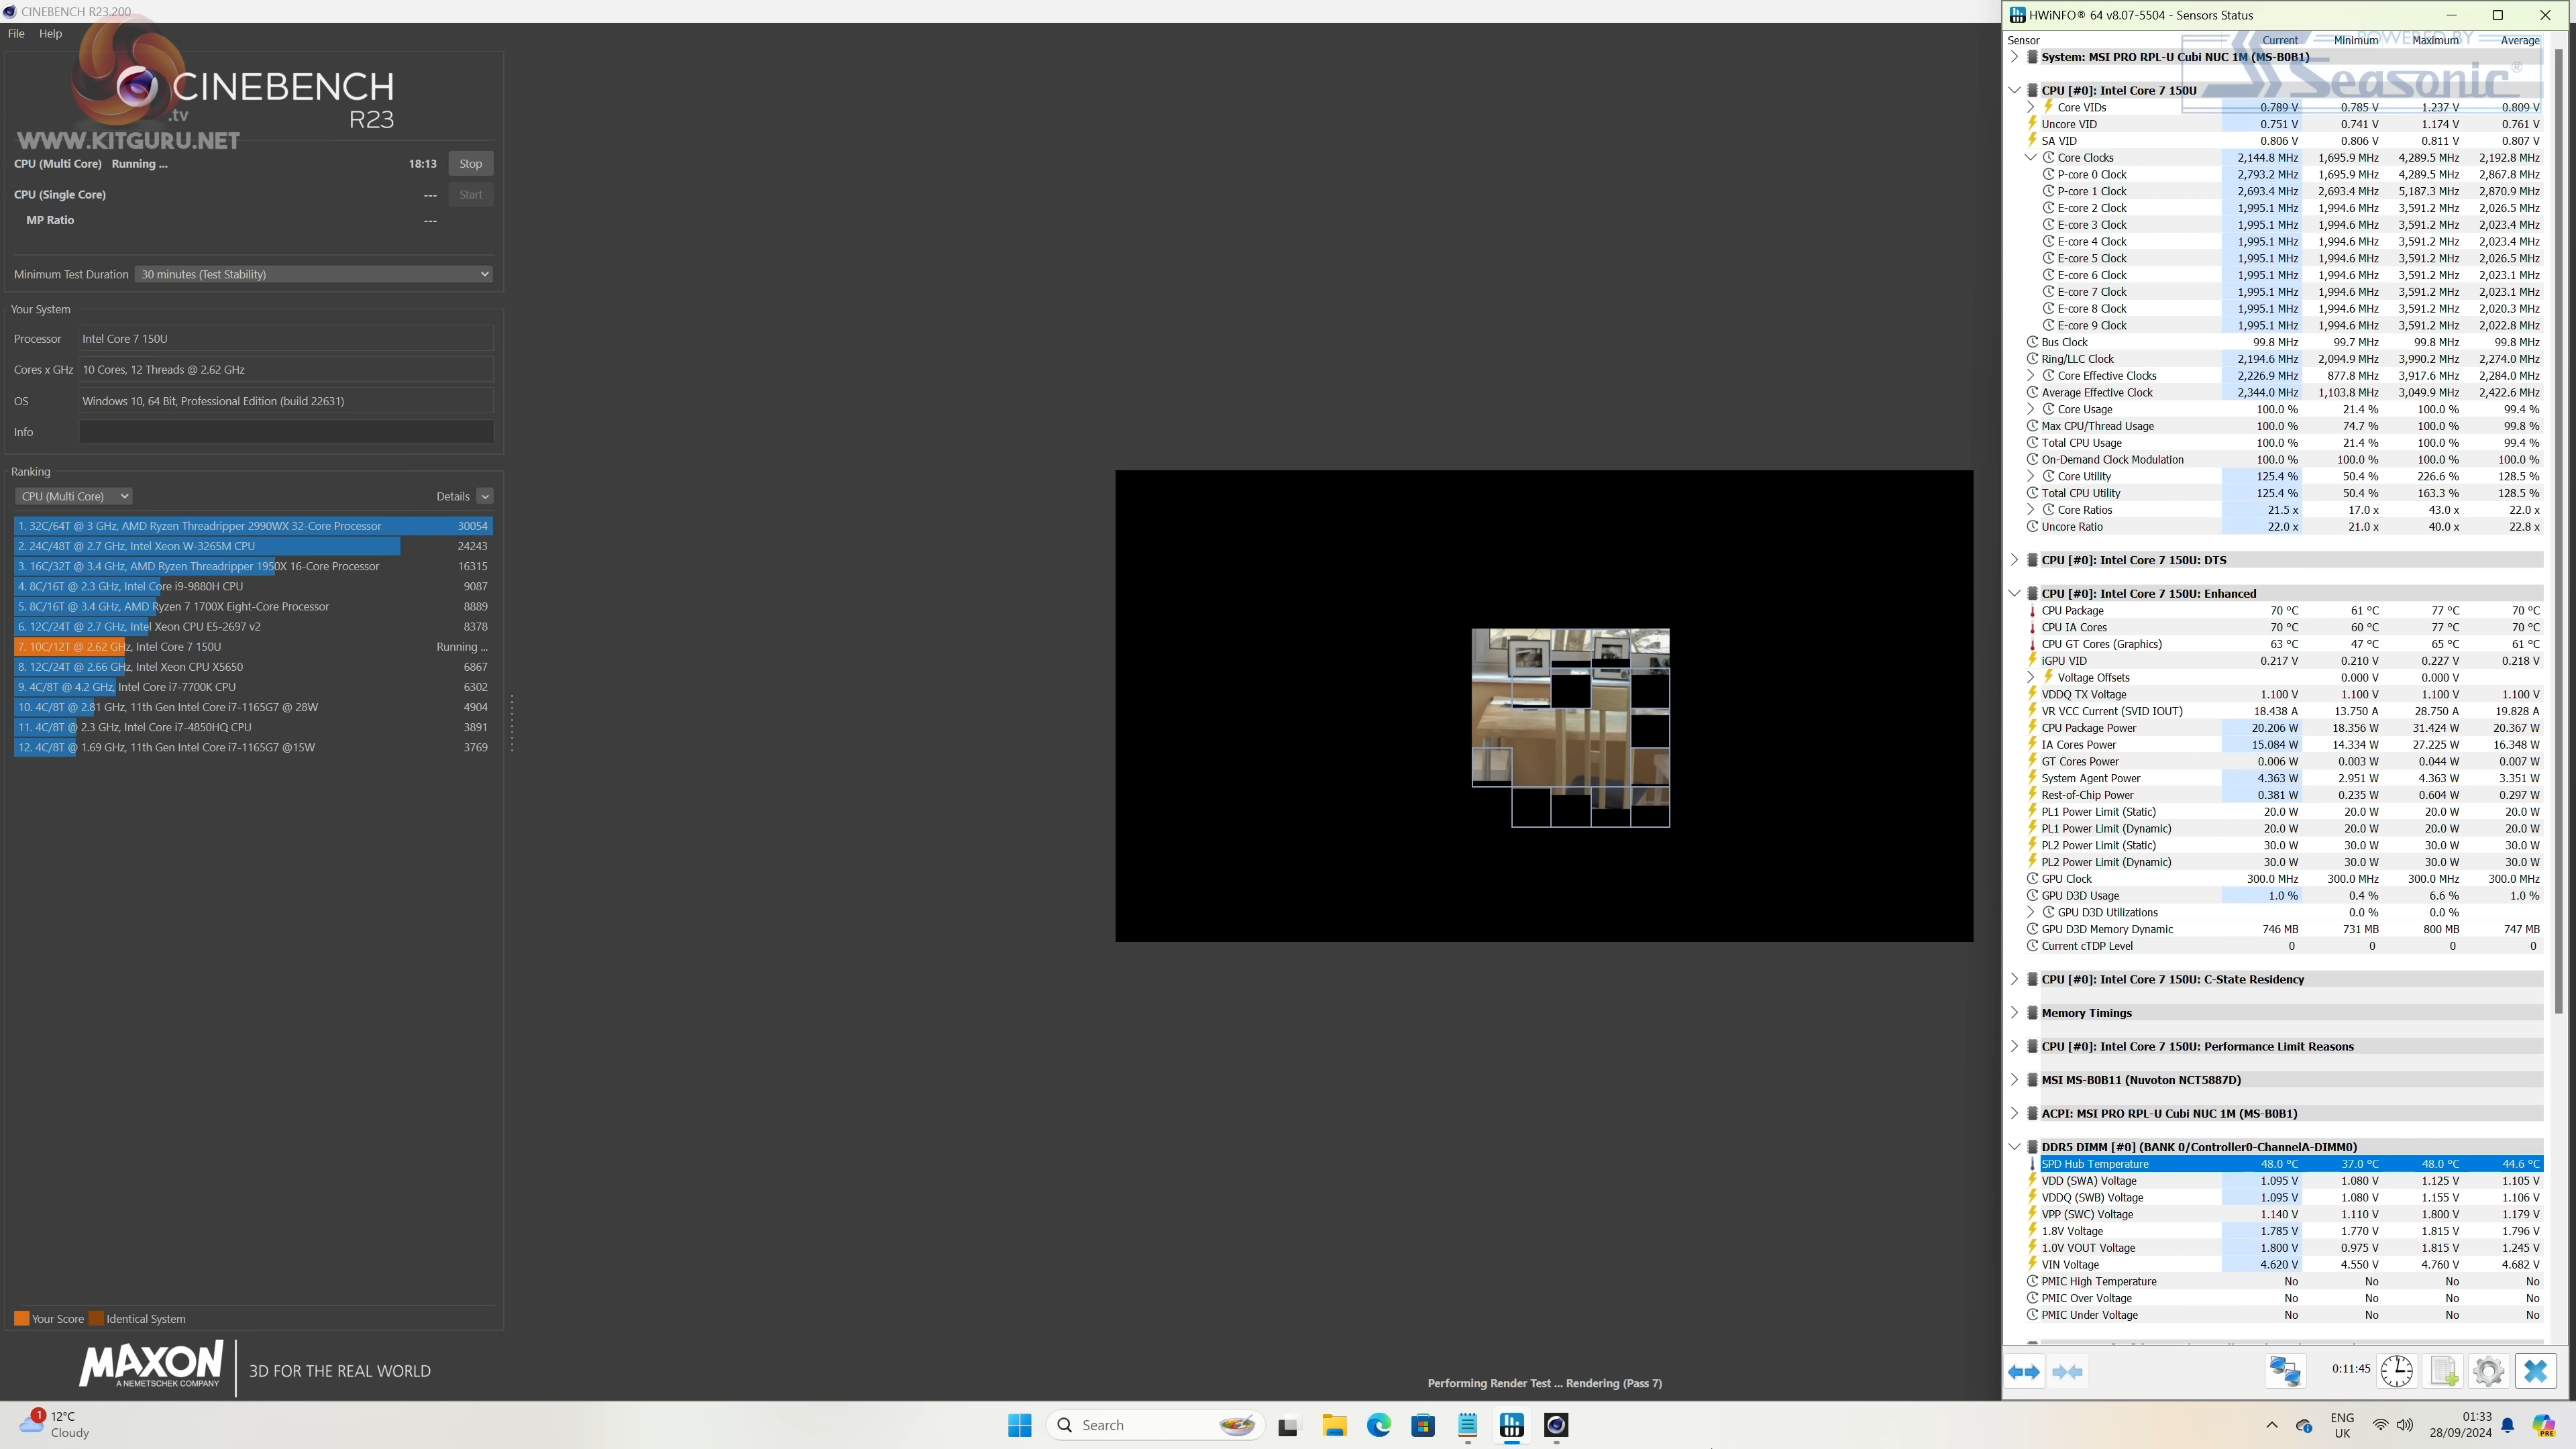 CINEBENCH R23.200
File Help
CINEBENCH
R23
.tv
WWW.KITGURU.NET
CPU (Multi Core) Running ... 18:13 Stop
CPU (Single Core) --- Start
MP Ratio ---
Minimum Test Duration 30 minutes (Test Stability)
Your System
Processor Intel Core 7 150U
Cores x GHz 10 Cores, 12 Threads @ 2.62 GHz
OS Windows 10, 64 Bit, Professional Edition (build 22631)
Info
Ranking
CPU (Multi Core) Details
1. 32C/64T @ 3 GHz, AMD Ryzen Threadripper 2990WX 32-Core Processor 30054
2. 24C/48T @ 2.7 GHz, Intel Xeon W-3265M CPU 24243
3. 16C/32T @ 3.4 GHz, AMD Ryzen Threadripper 1950X 16-Core Processor 16315
4. 8C/16T @ 2.3 GHz, Intel Core i9-9880H CPU 9087
5. 8C/16T @ 3.4 GHz, AMD Ryzen 7 1700X Eight-Core Processor 8889
6. 12C/24T @ 2.7 GHz, Intel Xeon CPU E5-2697 v2 8378
7. 10C/12T @ 2.62 GHz, Intel Core 7 150U Running ...
8. 12C/24T @ 2.66 GHz, Intel Xeon CPU X5650 6867
9. 4C/8T @ 4.2 GHz, Intel Core i7-7700K CPU 6302
10. 4C/8T @ 2.81 GHz, 11th Gen Intel Core i7-1165G7 @ 28W 4904
11. 4C/8T @ 2.3 GHz, Intel Core i7-4850HQ CPU 3891
12. 4C/8T @ 1.69 GHz, 11th Gen Intel Core i7-1165G7 @15W 3769
Your Score Identical System
MAXON
A NEMETSCHEK COMPANY
3D FOR THE REAL WORLD
Performing Render Test ... Rendering (Pass 7)
HWiNFO® 64 v8.07-5504 - Sensors Status
Sensor Current Minimum Maximum Average
POWERED BY
Seasonic®
System: MSI PRO RPL-U Cubi NUC 1M (MS-B0B1)
CPU [#0]: Intel Core 7 150U
Core VIDs 0.789 V 0.785 V 1.237 V 0.809 V
Uncore VID 0.751 V 0.741 V 1.174 V 0.761 V
SA VID 0.806 V 0.806 V 0.811 V 0.807 V
Core Clocks 2,144.8 MHz 1,695.9 MHz 4,289.5 MHz 2,192.8 MHz
P-core 0 Clock 2,793.2 MHz 1,695.9 MHz 4,289.5 MHz 2,867.8 MHz
P-core 1 Clock 2,693.4 MHz 2,693.4 MHz 5,187.3 MHz 2,870.9 MHz
E-core 2 Clock 1,995.1 MHz 1,994.6 MHz 3,591.2 MHz 2,026.5 MHz
E-core 3 Clock 1,995.1 MHz 1,994.6 MHz 3,591.2 MHz 2,023.4 MHz
E-core 4 Clock 1,995.1 MHz 1,994.6 MHz 3,591.2 MHz 2,023.4 MHz
E-core 5 Clock 1,995.1 MHz 1,994.6 MHz 3,591.2 MHz 2,026.5 MHz
E-core 6 Clock 1,995.1 MHz 1,994.6 MHz 3,591.2 MHz 2,023.1 MHz
E-core 7 Clock 1,995.1 MHz 1,994.6 MHz 3,591.2 MHz 2,023.1 MHz
E-core 8 Clock 1,995.1 MHz 1,994.6 MHz 3,591.2 MHz 2,020.3 MHz
E-core 9 Clock 1,995.1 MHz 1,994.6 MHz 3,591.2 MHz 2,022.8 MHz
Bus Clock 99.8 MHz 99.7 MHz 99.8 MHz 99.8 MHz
Ring/LLC Clock 2,194.6 MHz 2,094.9 MHz 3,990.2 MHz 2,274.0 MHz
Core Effective Clocks 2,226.9 MHz 877.8 MHz 3,917.6 MHz 2,284.0 MHz
Average Effective Clock 2,344.0 MHz 1,103.8 MHz 3,049.9 MHz 2,422.6 MHz
Core Usage 100.0 % 21.4 % 100.0 % 99.4 %
Max CPU/Thread Usage 100.0 % 74.7 % 100.0 % 99.8 %
Total CPU Usage 100.0 % 21.4 % 100.0 % 99.4 %
On-Demand Clock Modulation 100.0 % 100.0 % 100.0 % 100.0 %
Core Utility 125.4 % 50.4 % 226.6 % 128.5 %
Total CPU Utility 125.4 % 50.4 % 163.3 % 128.5 %
Core Ratios 21.5 x 17.0 x 43.0 x 22.0 x
Uncore Ratio 22.0 x 21.0 x 40.0 x 22.8 x
CPU [#0]: Intel Core 7 150U: DTS
CPU [#0]: Intel Core 7 150U: Enhanced
CPU Package 70 °C 61 °C 77 °C 70 °C
CPU IA Cores 70 °C 60 °C 77 °C 70 °C
CPU GT Cores (Graphics) 63 °C 47 °C 65 °C 61 °C
iGPU VID 0.217 V 0.210 V 0.227 V 0.218 V
Voltage Offsets 0.000 V 0.000 V
VDDQ TX Voltage 1.100 V 1.100 V 1.100 V 1.100 V
VR VCC Current (SVID IOUT) 18.438 A 13.750 A 28.750 A 19.828 A
CPU Package Power 20.206 W 18.356 W 31.424 W 20.367 W
IA Cores Power 15.084 W 14.334 W 27.225 W 16.348 W
GT Cores Power 0.006 W 0.003 W 0.044 W 0.007 W
System Agent Power 4.363 W 2.951 W 4.363 W 3.351 W
Rest-of-Chip Power 0.381 W 0.235 W 0.604 W 0.297 W
PL1 Power Limit (Static) 20.0 W 20.0 W 20.0 W 20.0 W
PL1 Power Limit (Dynamic) 20.0 W 20.0 W 20.0 W 20.0 W
PL2 Power Limit (Static) 30.0 W 30.0 W 30.0 W 30.0 W
PL2 Power Limit (Dynamic) 30.0 W 30.0 W 30.0 W 30.0 W
GPU Clock 300.0 MHz 300.0 MHz 300.0 MHz 300.0 MHz
GPU D3D Usage 1.0 % 0.4 % 6.6 % 1.0 %
GPU D3D Utilizations 0.0 % 0.0 %
GPU D3D Memory Dynamic 746 MB 731 MB 800 MB 747 MB
Current cTDP Level 0 0 0 0
CPU [#0]: Intel Core 7 150U: C-State Residency
Memory Timings
CPU [#0]: Intel Core 7 150U: Performance Limit Reasons
MSI MS-B0B11 (Nuvoton NCT5887D)
ACPI: MSI PRO RPL-U Cubi NUC 1M (MS-B0B1)
DDR5 DIMM [#0] (BANK 0/Controller0-ChannelA-DIMM0)
SPD Hub Temperature 48.0 °C 37.0 °C 48.0 °C 44.6 °C
VDD (SWA) Voltage 1.095 V 1.080 V 1.125 V 1.105 V
VDDQ (SWB) Voltage 1.095 V 1.080 V 1.155 V 1.106 V
VPP (SWC) Voltage 1.140 V 1.110 V 1.800 V 1.179 V
1.8V Voltage 1.785 V 1.770 V 1.815 V 1.796 V
1.0V VOUT Voltage 1.800 V 0.975 V 1.815 V 1.245 V
VIN Voltage 4.620 V 4.550 V 4.760 V 4.682 V
PMIC High Temperature No No No No
PMIC Over Voltage No No No No
PMIC Under Voltage No No No No
0:11:45
1 12°C
Cloudy
Search
ENG
UK
01:33
28/09/2024
PRE